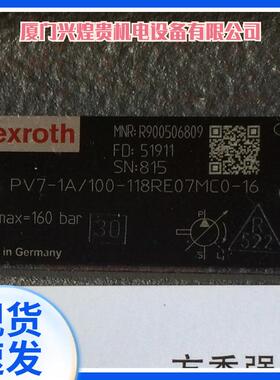 厦门兴煌贵机电设备有限公司
exroth
MNR: R900506809
FD: 51911
SN: 815
PV7-1A/100-118RE07MC0-16
max=160 bar
30
P
S
L
R
522
in Germany
现货
发